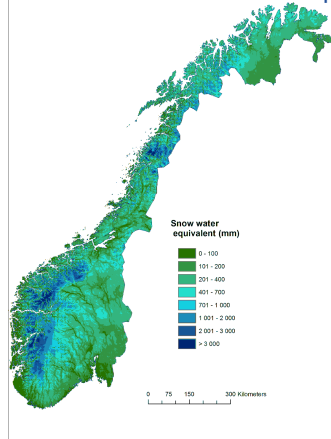 Snow water
equivalent (mm)
0 - 100
101 - 200
201 - 400
401 - 700
701 - 1 000
1 001 - 2 000
2 001 - 3 000
> 3 000
0 75 150 300 Kilometers